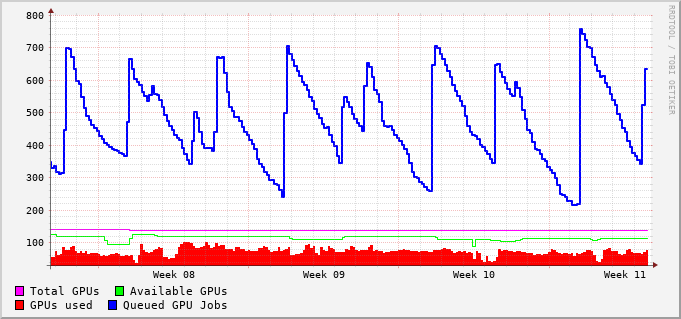 800
700
600
500
400
300
200
100
Week 08 Week 09 Week 10 Week 11
Total GPUs Available GPUs
GPUs used Queued GPU Jobs
RRDTOOL / TOBI OETIKER